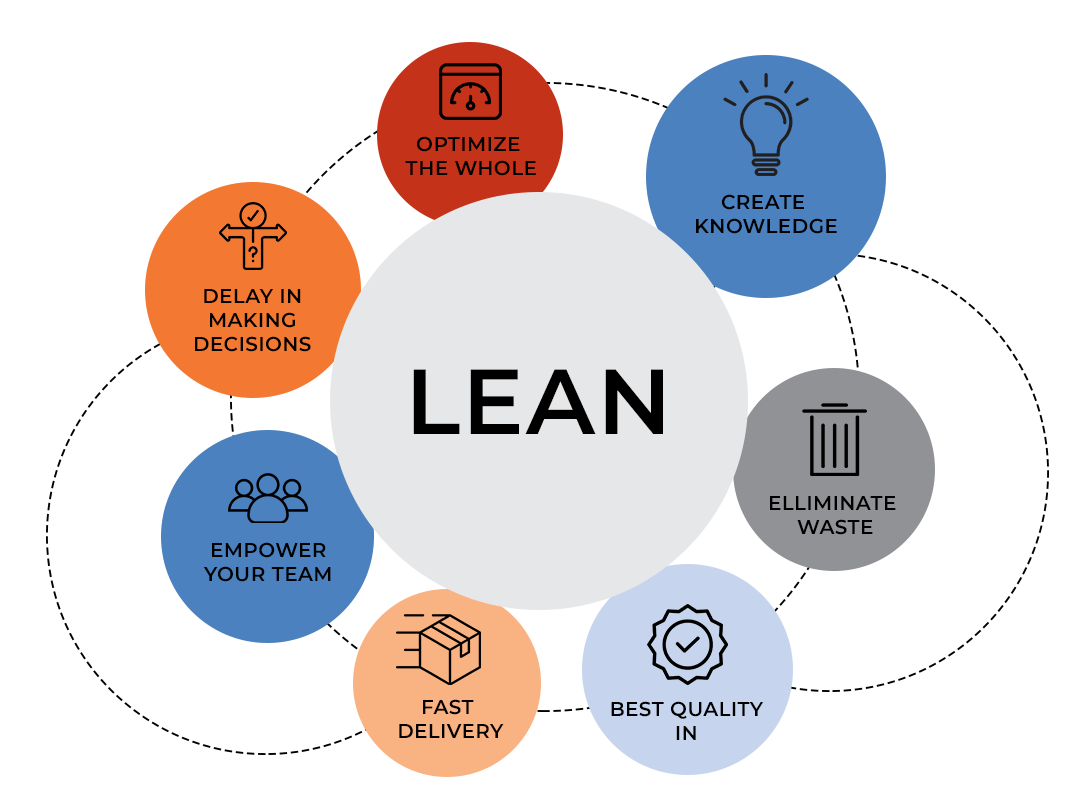 OPTIMIZE
THE WHOLE
CREATE
KNOWLEDGE
DELAY IN
MAKING
DECISIONS
?
LEAN
ELLIMINATE
WASTE
EMPOWER
YOUR TEAM
FAST
DELIVERY
BEST QUALITY
IN